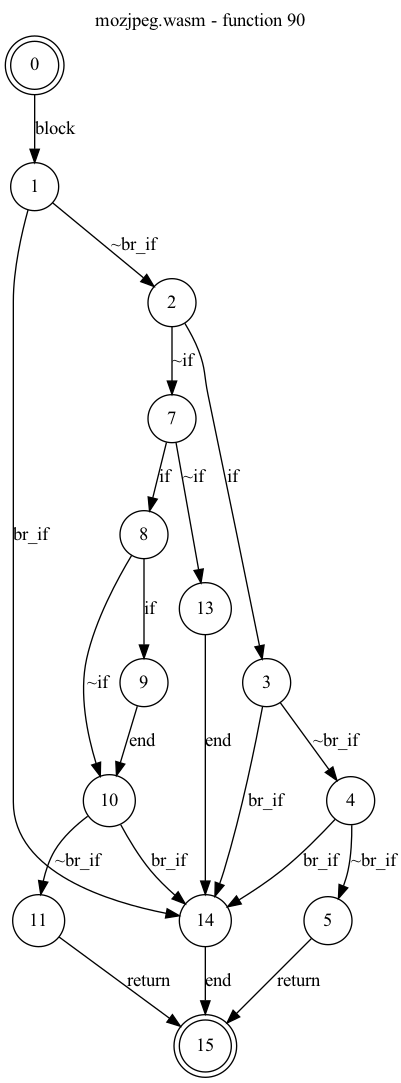 mozjpeg.wasm - function 90
0
block
1
~br_if
2
~if
7
if
~if
if
br_if
8
13
if
~if
9
3
end
end
~br_if
10
br_if
4
~br_if
br_if
br_if
~br_if
11
14
5
return
end
return
15